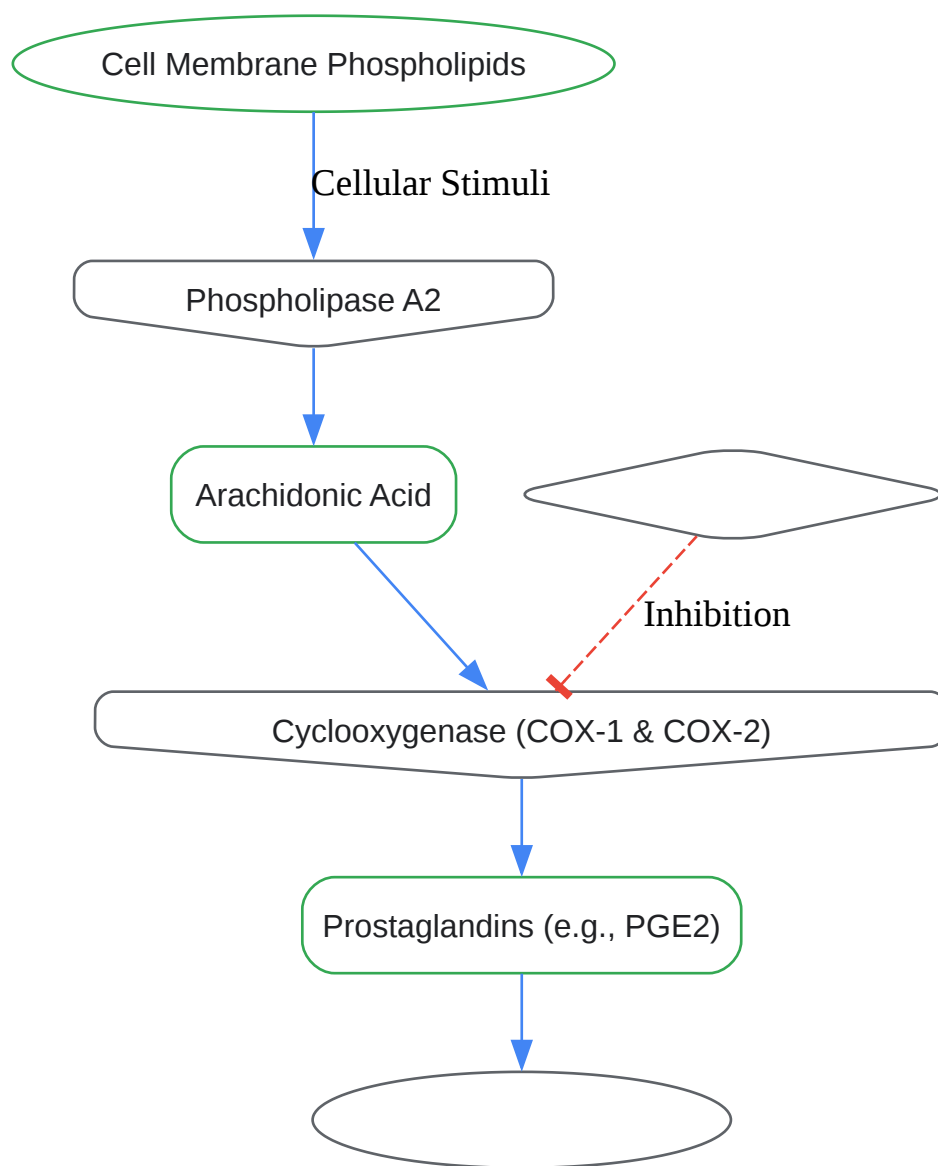 Cell Membrane Phospholipids
Cellular Stimuli
Phospholipase A2
Arachidonic Acid
Inhibition
Cyclooxygenase (COX-1 & COX-2)
Prostaglandins (e.g., PGE2)